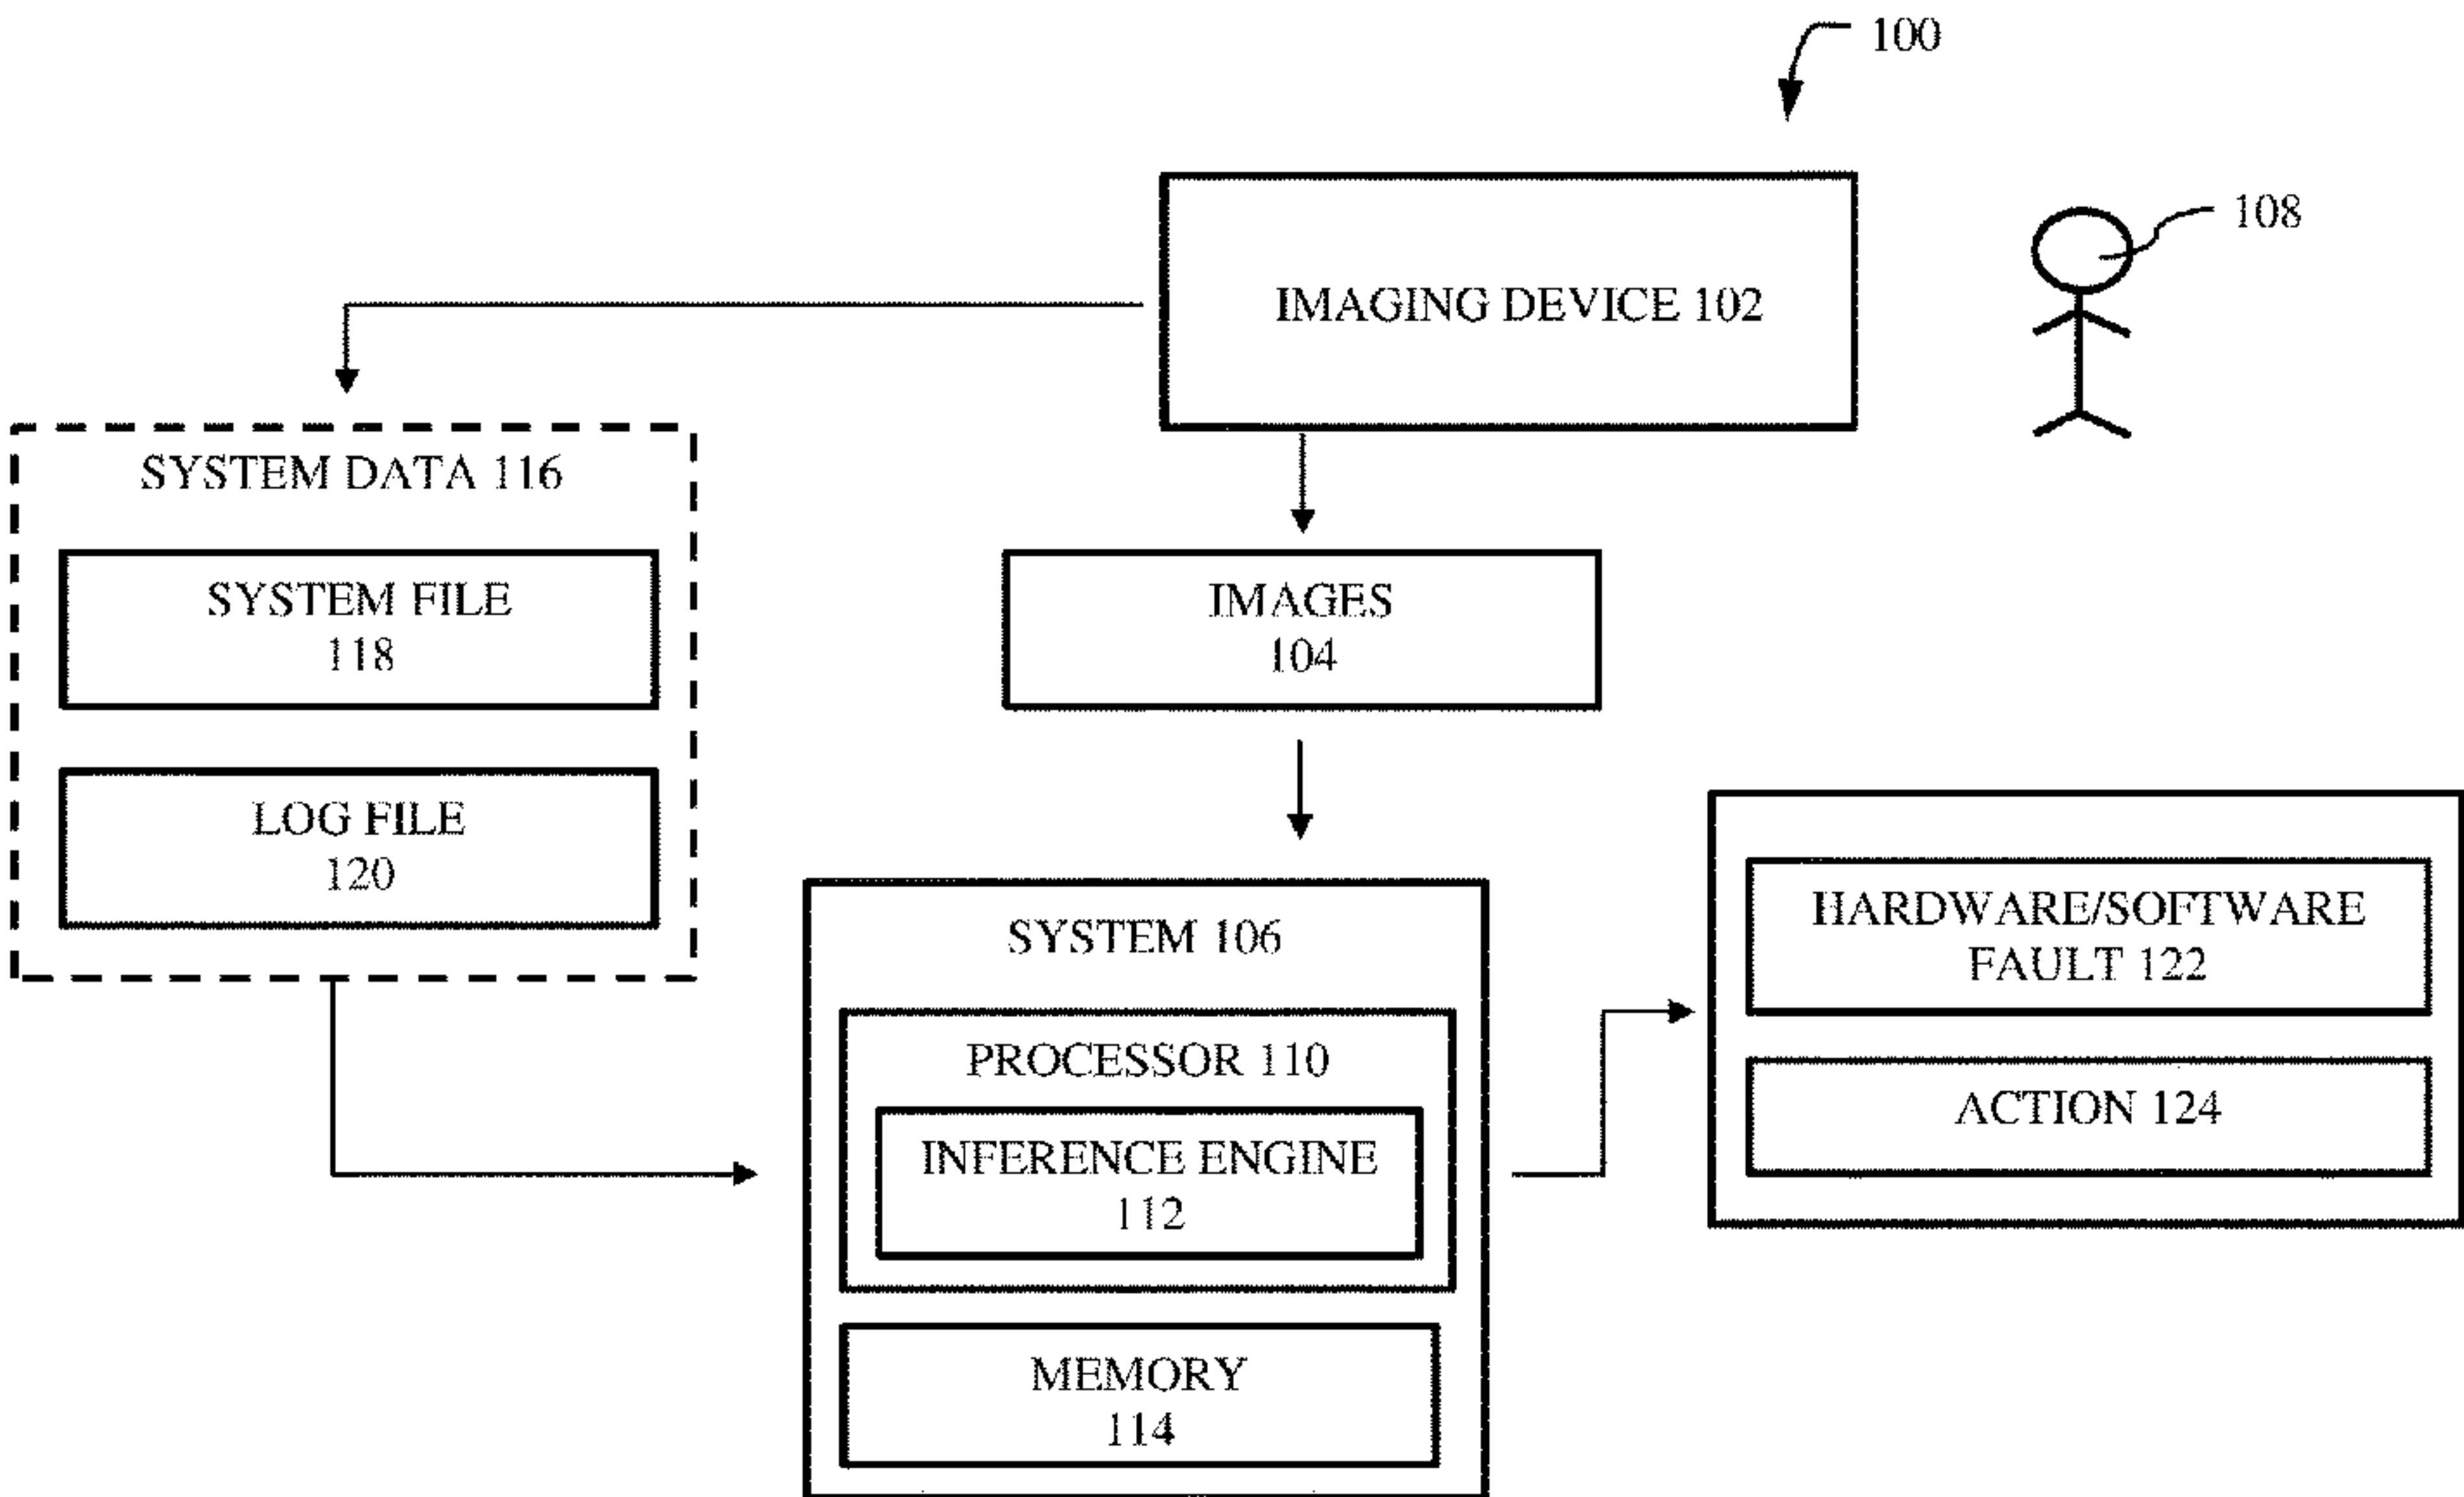 100
108
IMAGING DEVICE 102
SYSTEM DATA 116
SYSTEM FILE
118
LOG FILE
120
IMAGES
104
SYSTEM 106
PROCESSOR 110
INFERENCE ENGINE
112
MEMORY
114
HARDWARE/SOFTWARE
FAULT 122
ACTION 124